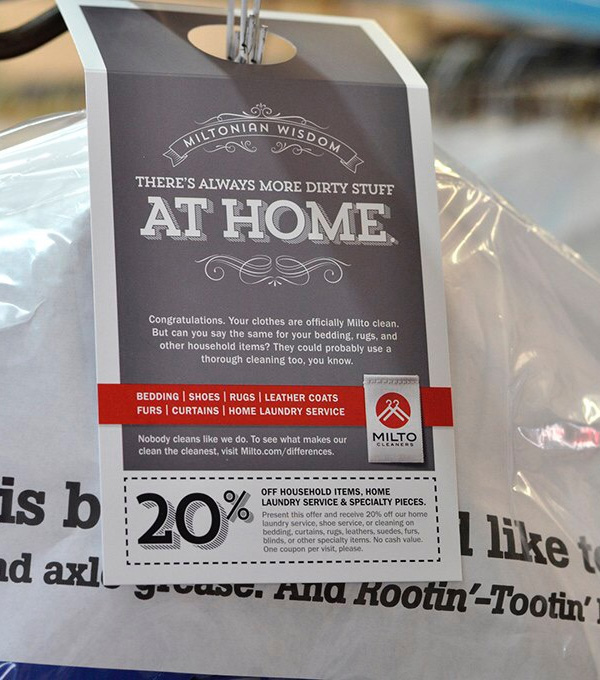 MILTONIAN WISDOM
THERE'S ALWAYS MORE DIRTY STUFF
AT HOME.
Congratulations. Your clothes are officially Milto clean.
But can you say the same for your bedding, rugs, and
other household items? They could probably use a
thorough cleaning too, you know.
BEDDING | SHOES | RUGS | LEATHER COATS
FURS | CURTAINS | HOME LAUNDRY SERVICE
MILTO
CLEANERS
Nobody cleans like we do. To see what makes our
clean the cleanest, visit Milto.com/differences.
20%
OFF HOUSEHOLD ITEMS, HOME
LAUNDRY SERVICE & SPECIALTY PIECES.
Present this offer and receive 20% off our home
laundry service, shoe service, or cleaning on
bedding, curtains, rugs, leathers, suedes, furs,
blinds, or other specialty items. No cash value.
One coupon per visit, please.
is b
like to
axle grease. And Rootin'-Tootin'